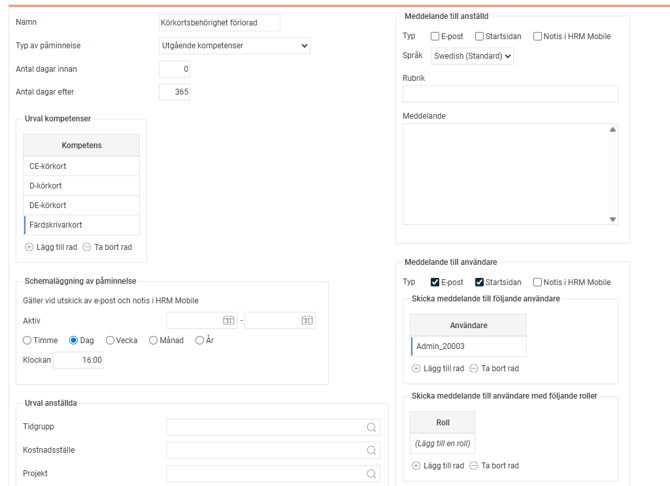 Namn
Körkortsbehörighet förlorad
Typ av påminnelse
Utgående kompetenser
Antal dagar innan
0
Antal dagar efter
365
Urval kompetenser
Kompetens
CE-körkort
D-körkort
DE-körkort
Färdskrivarkort
Lägg till rad
Ta bort rad
Schemaläggning av påminnelse
Gäller vid utskick av e-post och notis i HRM Mobile
Aktiv
31 - 31
Timme Dag Vecka Månad År
Klockan 16:00
Urval anställda
Tidgrupp
Kostnadsställe
Projekt
Meddelande till anställd
Typ E-post Startsidan Notis i HRM Mobile
Språk Swedish (Standard)
Rubrik
Meddelande
Meddelande till användare
Typ E-post Startsidan Notis i HRM Mobile
Skicka meddelande till följande användare
Användare
Admin_20003
Lägg till rad Ta bort rad
Skicka meddelande till användare med följande roller
Roll
(Lägg till en roll)
Lägg till rad Ta bort rad